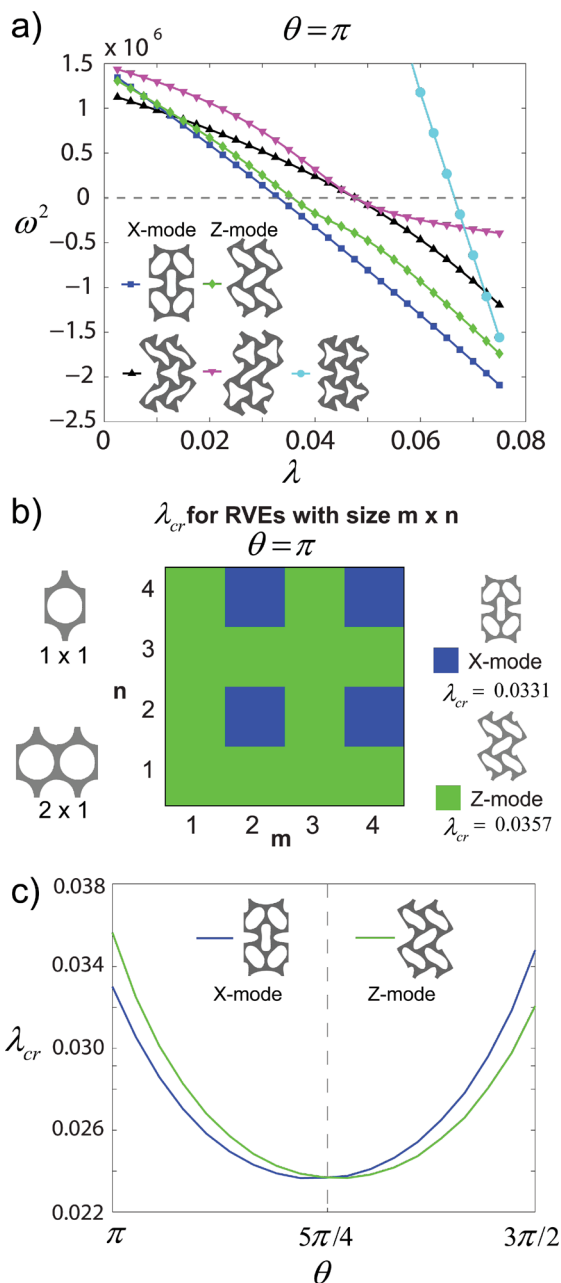 a)
θ = π
x 10⁶
1.5
1
0.5
0
−0.5
−1
−1.5
−2
−2.5
ω²
X-mode Z-mode
0 0.02 0.04 0.06 0.08
λ
b)
λcr for RVEs with size m x n
θ = π
1 x 1
2 x 1
n
4
3
2
1
1 2 3 4
m
X-mode
λcr = 0.0331
Z-mode
λcr = 0.0357
c)
0.038
0.034
0.030
0.026
0.022
λcr
X-mode Z-mode
π 5π/4 3π/2
θ